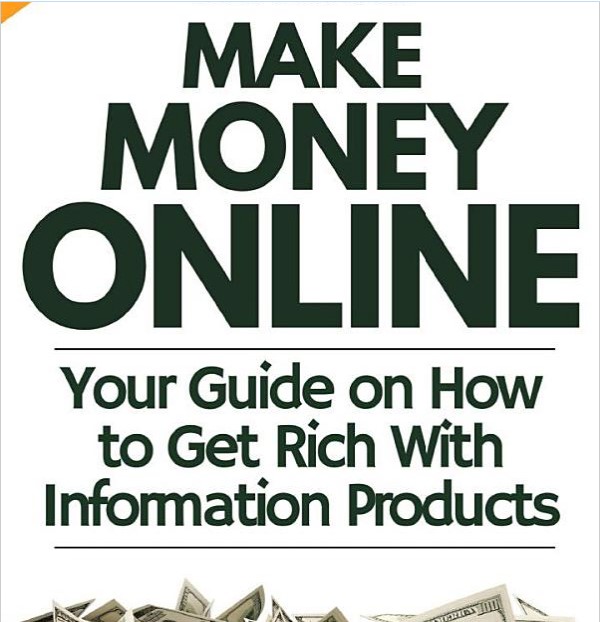 MAKE
MONEY
ONLINE
Your Guide on How
to Get Rich With
Information Products